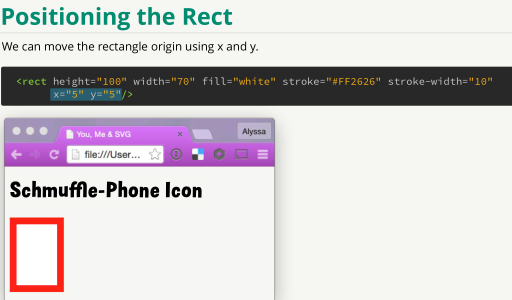 Positioning the Rect
We can move the rectangle origin using x and y.
<rect height="100" width="70" fill="white" stroke="#FF2626" stroke-width="10"
x="5" y="5"/>
You, Me & SVG
Alyssa
file:///User...
Schmuffle-Phone Icon